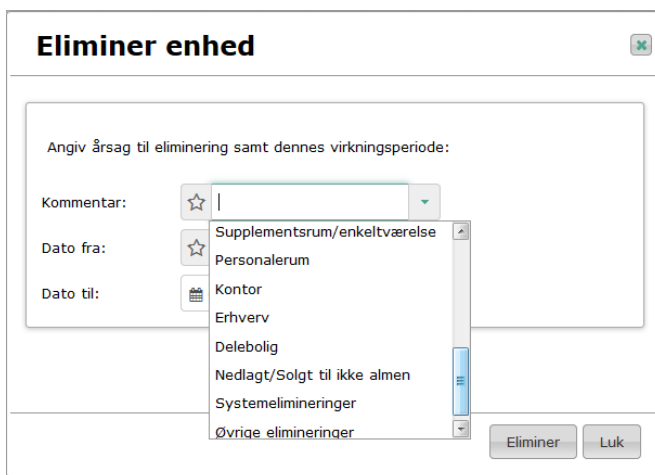 Eliminer enhed
Angiv årsag til eliminering samt dennes virkningsperiode:
Kommentar:
Supplementsrum/enkeltværelse
Dato fra:
Personalerum
Dato til:
Kontor
Erhverv
Delebolig
Nedlagt/Solgt til ikke almen
Systemelimineringer
Øvrige elimineringer
Eliminer
Luk